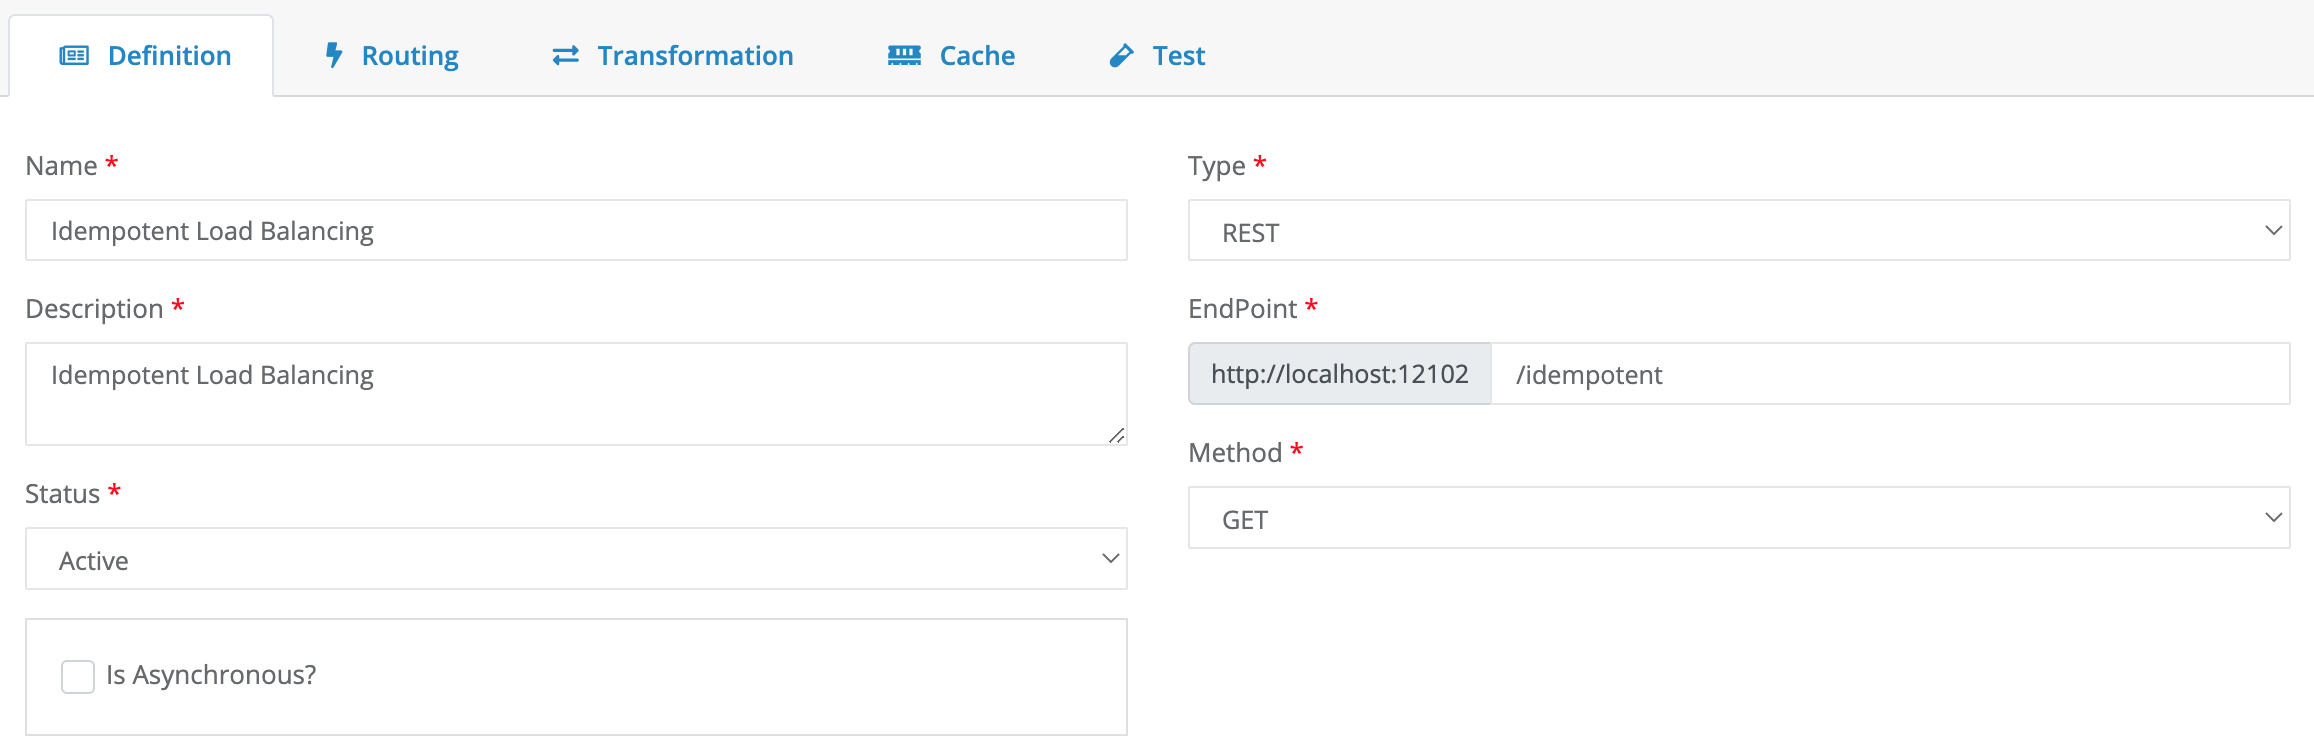 Definition
Routing
Transformation
Cache
Test
Name *
Idempotent Load Balancing
Description *
Idempotent Load Balancing
Status *
Active
Is Asynchronous?
Type *
REST
EndPoint *
http://localhost:12102 /idempotent
Method *
GET